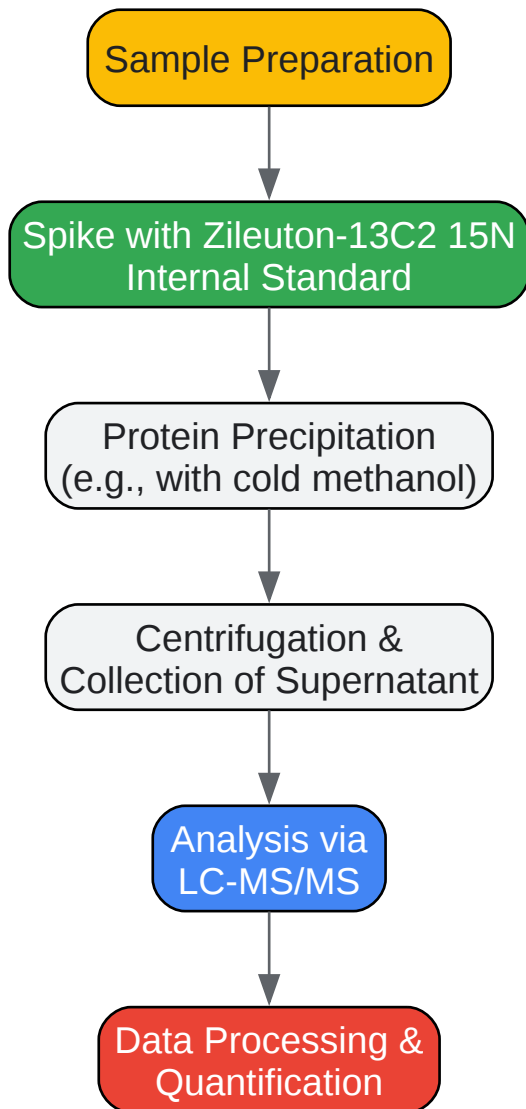 Sample Preparation
Spike with Zileuton-13C2 15N
Internal Standard
Protein Precipitation
(e.g., with cold methanol)
Centrifugation &
Collection of Supernatant
Analysis via
LC-MS/MS
Data Processing &
Quantification